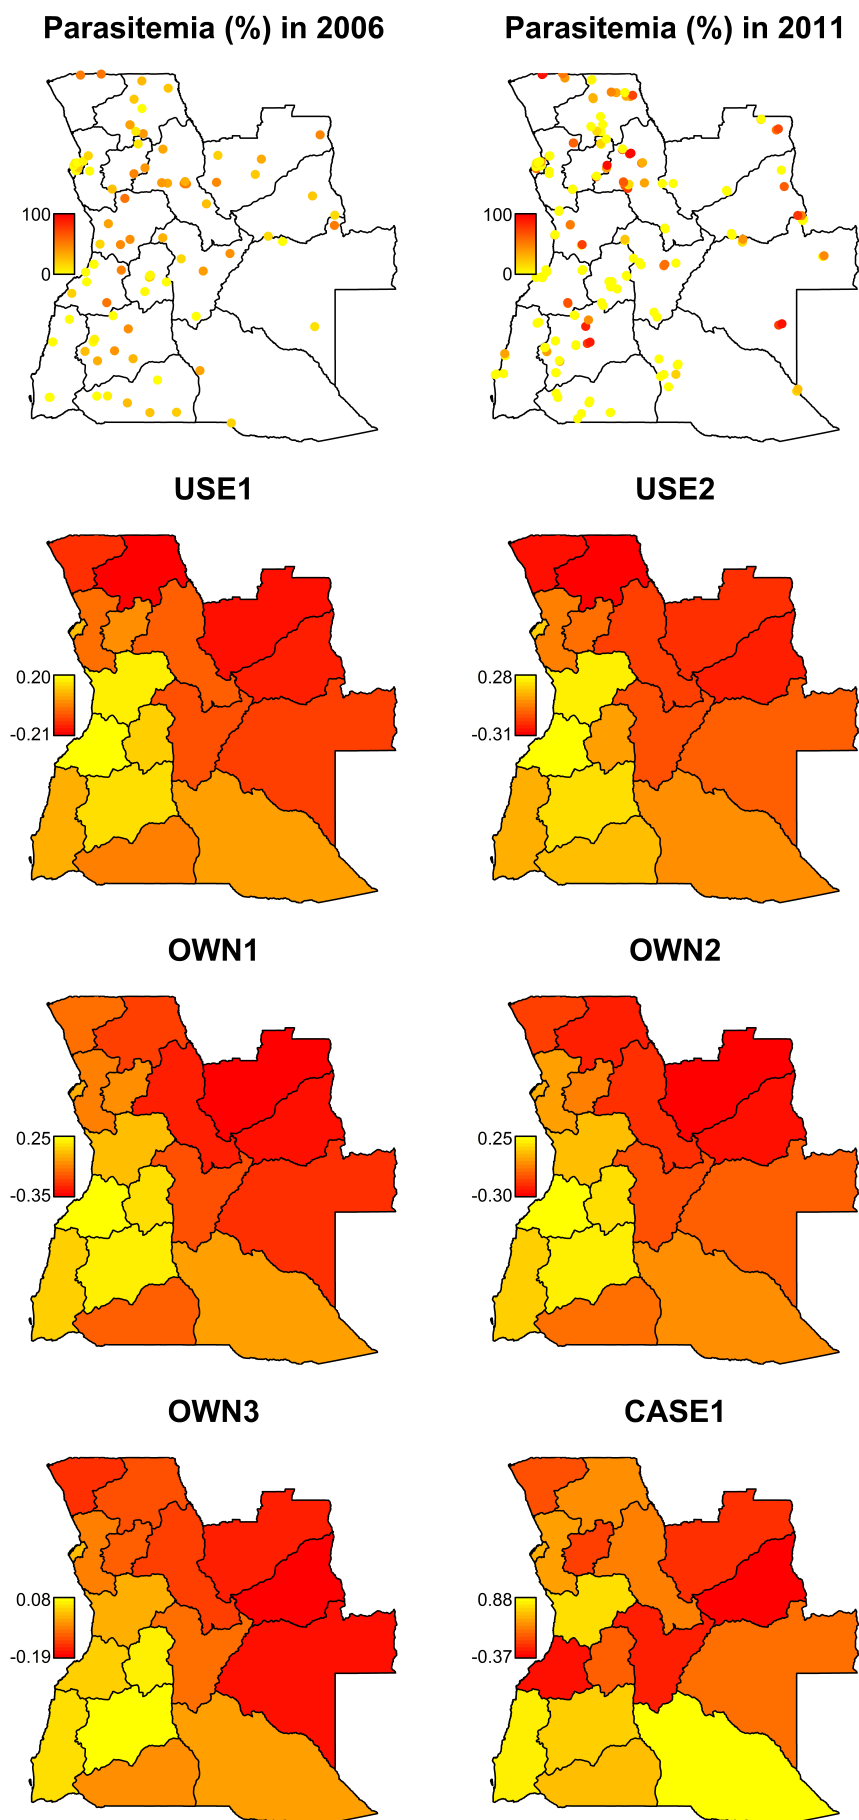 Parasitemia (%) in 2006
Parasitemia (%) in 2011
100
0
100
0
USE1
USE2
0.20
-0.21
0.28
-0.31
OWN1
OWN2
0.25
-0.35
0.25
-0.30
OWN3
CASE1
0.08
-0.19
0.88
-0.37